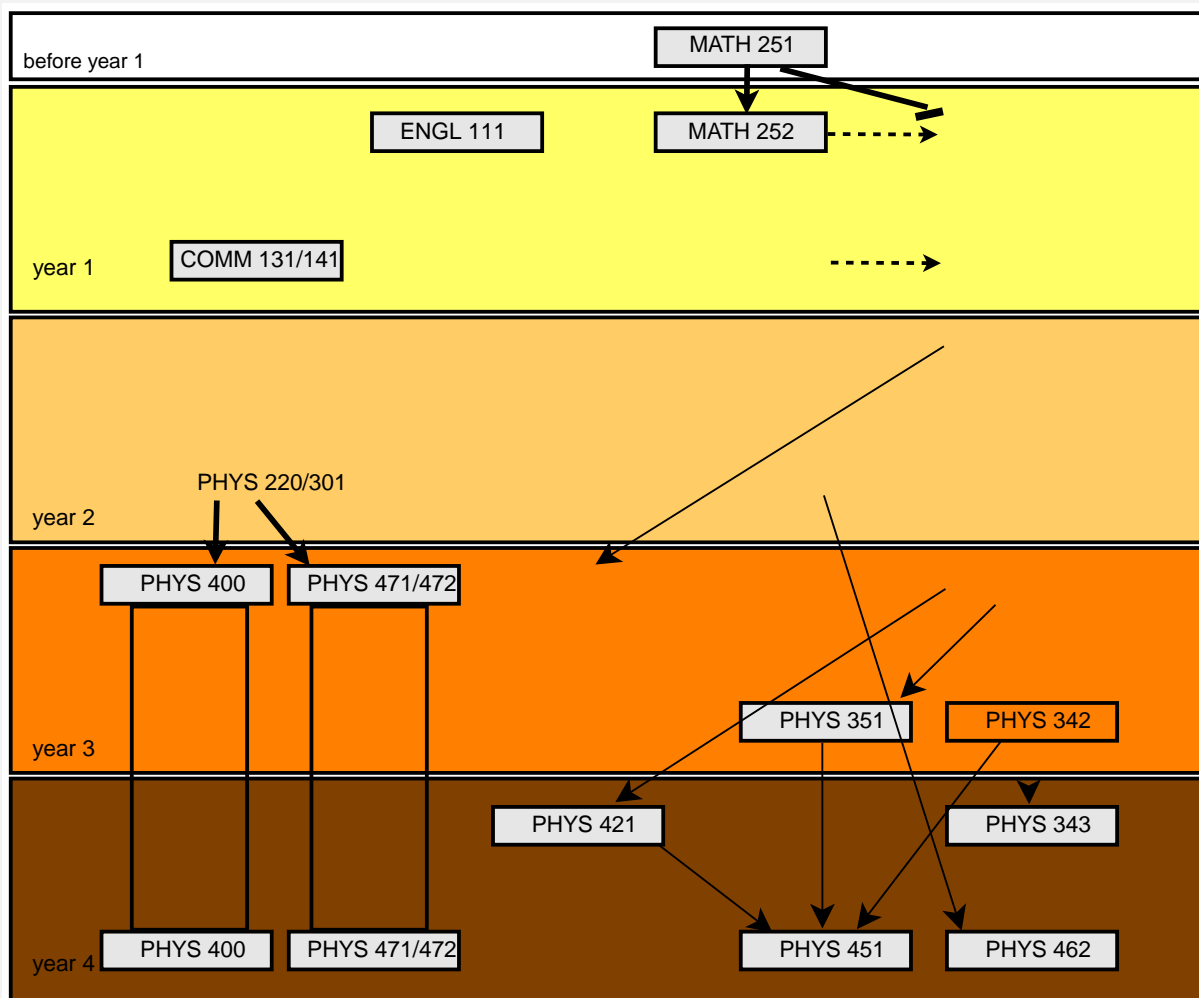 MATH 251
before year 1
ENGL 111
MATH 252
COMM 131/141
year 1
PHYS 220/301
year 2
PHYS 400
PHYS 471/472
PHYS 351
PHYS 342
year 3
PHYS 421
PHYS 343
PHYS 400
PHYS 471/472
PHYS 451
PHYS 462
year 4